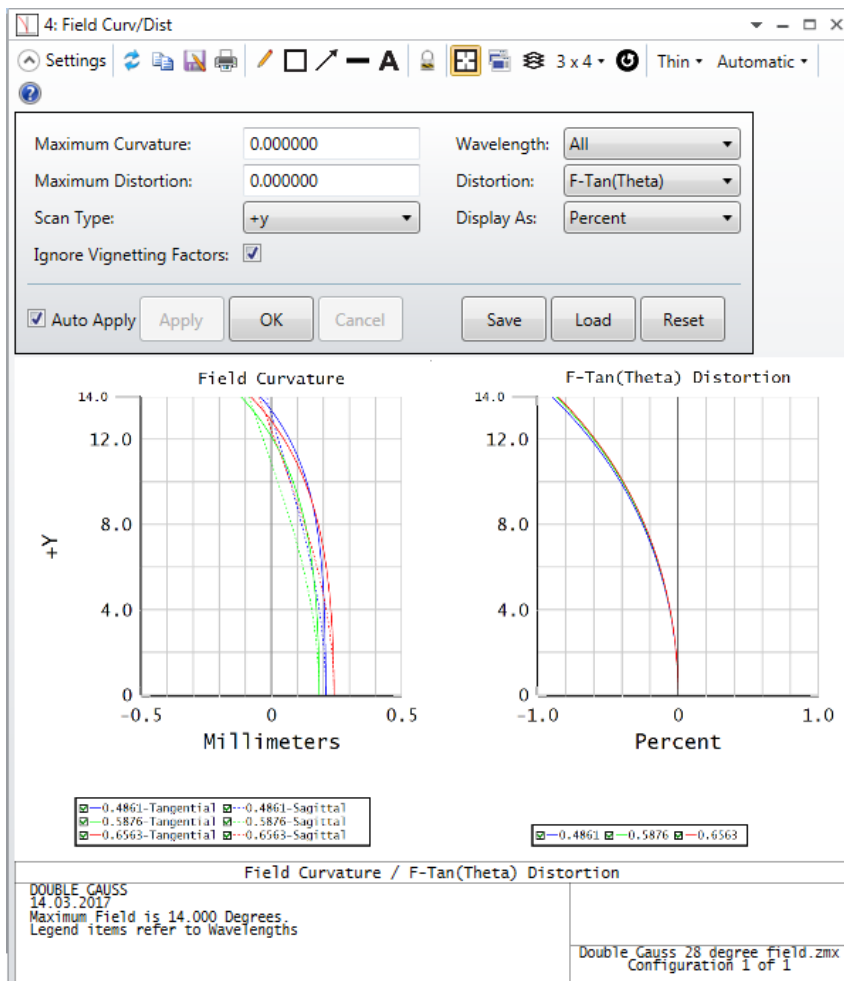 4: Field Curv/Dist
Settings A 3 x 4 Thin Automatic
?
Maximum Curvature: 0.000000 Wavelength: All
Maximum Distortion: 0.000000 Distortion: F-Tan(Theta)
Scan Type: +y Display As: Percent
Ignore Vignetting Factors:
Auto Apply Apply OK Cancel Save Load Reset
Field Curvature F-Tan(Theta) Distortion
14.0 14.0
12.0 12.0
8.0 8.0
+Y
4.0 4.0
0 0
-0.5 0 0.5 -1.0 0 1.0
Millimeters Percent
0.4861-Tangential 0.4861-Sagittal
0.5876-Tangential 0.5876-Sagittal
0.6563-Tangential 0.6563-Sagittal 0.4861 0.5876 0.6563
Field Curvature / F-Tan(Theta) Distortion
DOUBLE GAUSS
14.03.2017
Maximum Field is 14.000 Degrees.
Legend items refer to Wavelengths
Double Gauss 28 degree field.zmx
Configuration 1 of 1